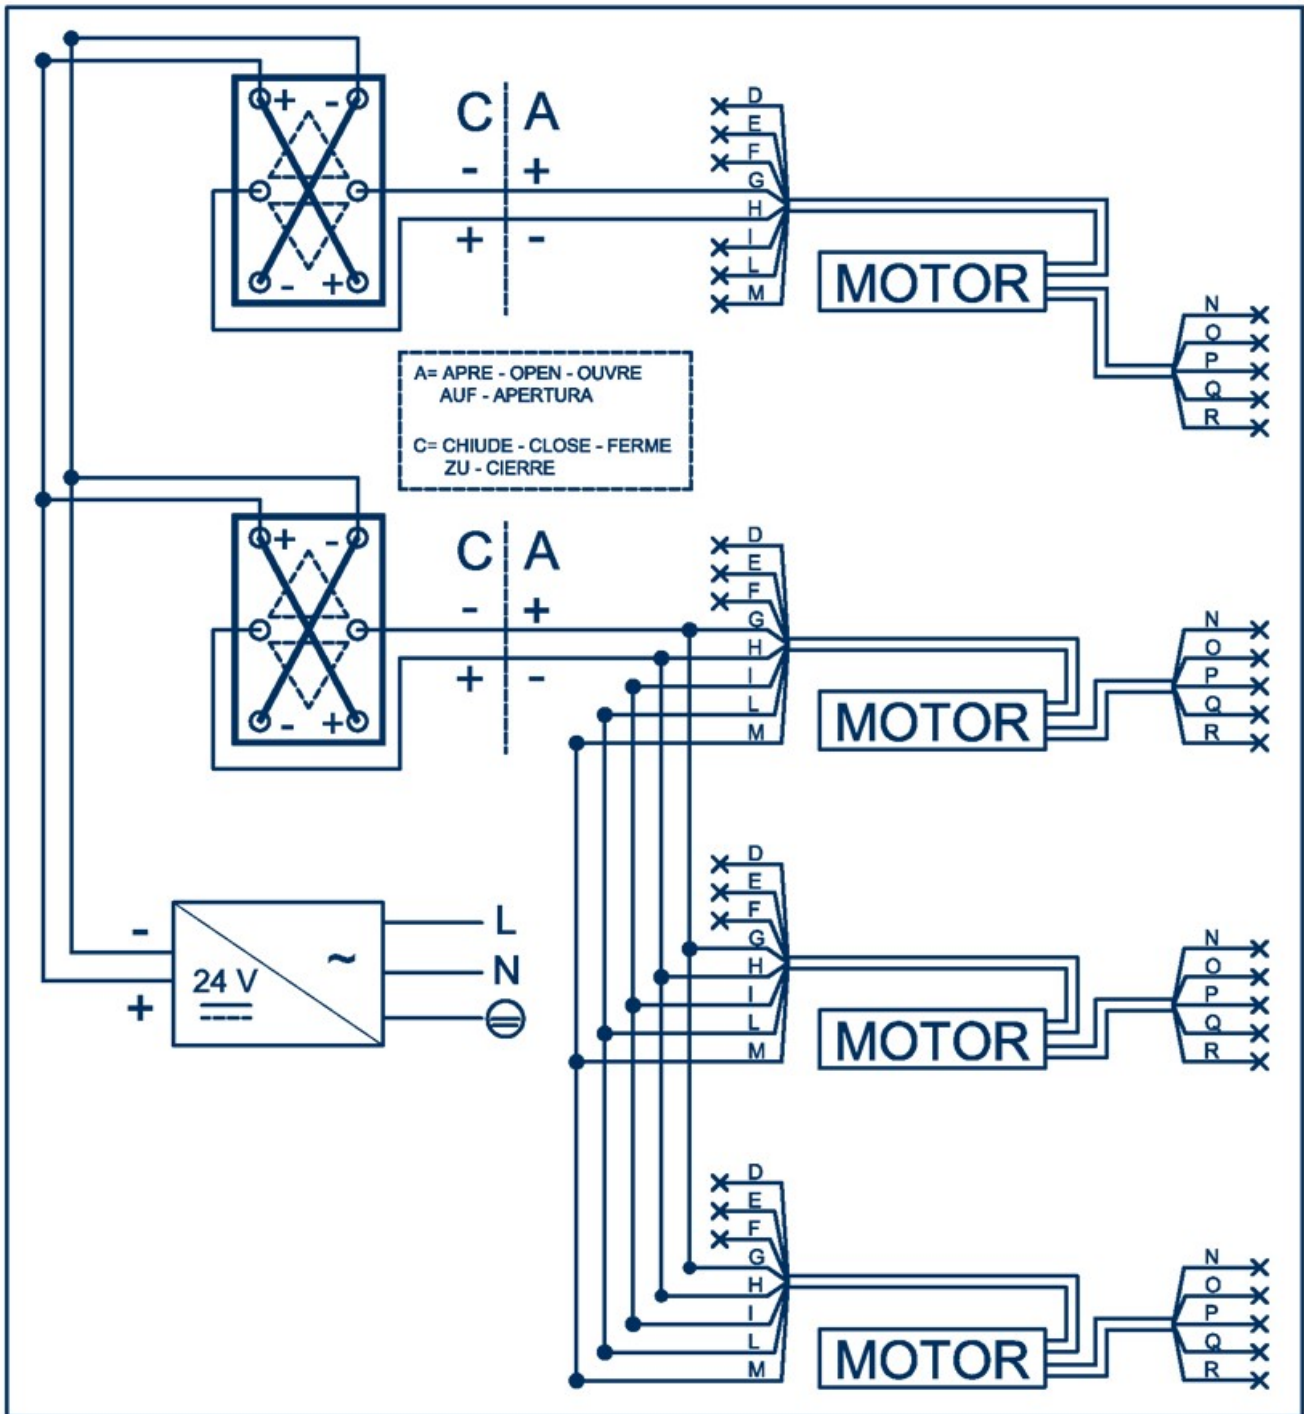 + -
C A
- +
+ -
- +
D
E
F
G
H
I
L
M
MOTOR
N
O
P
Q
R
A= APRE - OPEN - OUVRE
AUF - APERTURA
C= CHIUDE - CLOSE - FERME
ZU - CIERRE
+ -
C A
- +
+ -
- +
D
E
F
G
H
I
L
M
MOTOR
N
O
P
Q
R
-
+
24 V
~
L
N
D
E
F
G
H
I
L
M
MOTOR
N
O
P
Q
R
D
E
F
G
H
I
L
M
MOTOR
N
O
P
Q
R